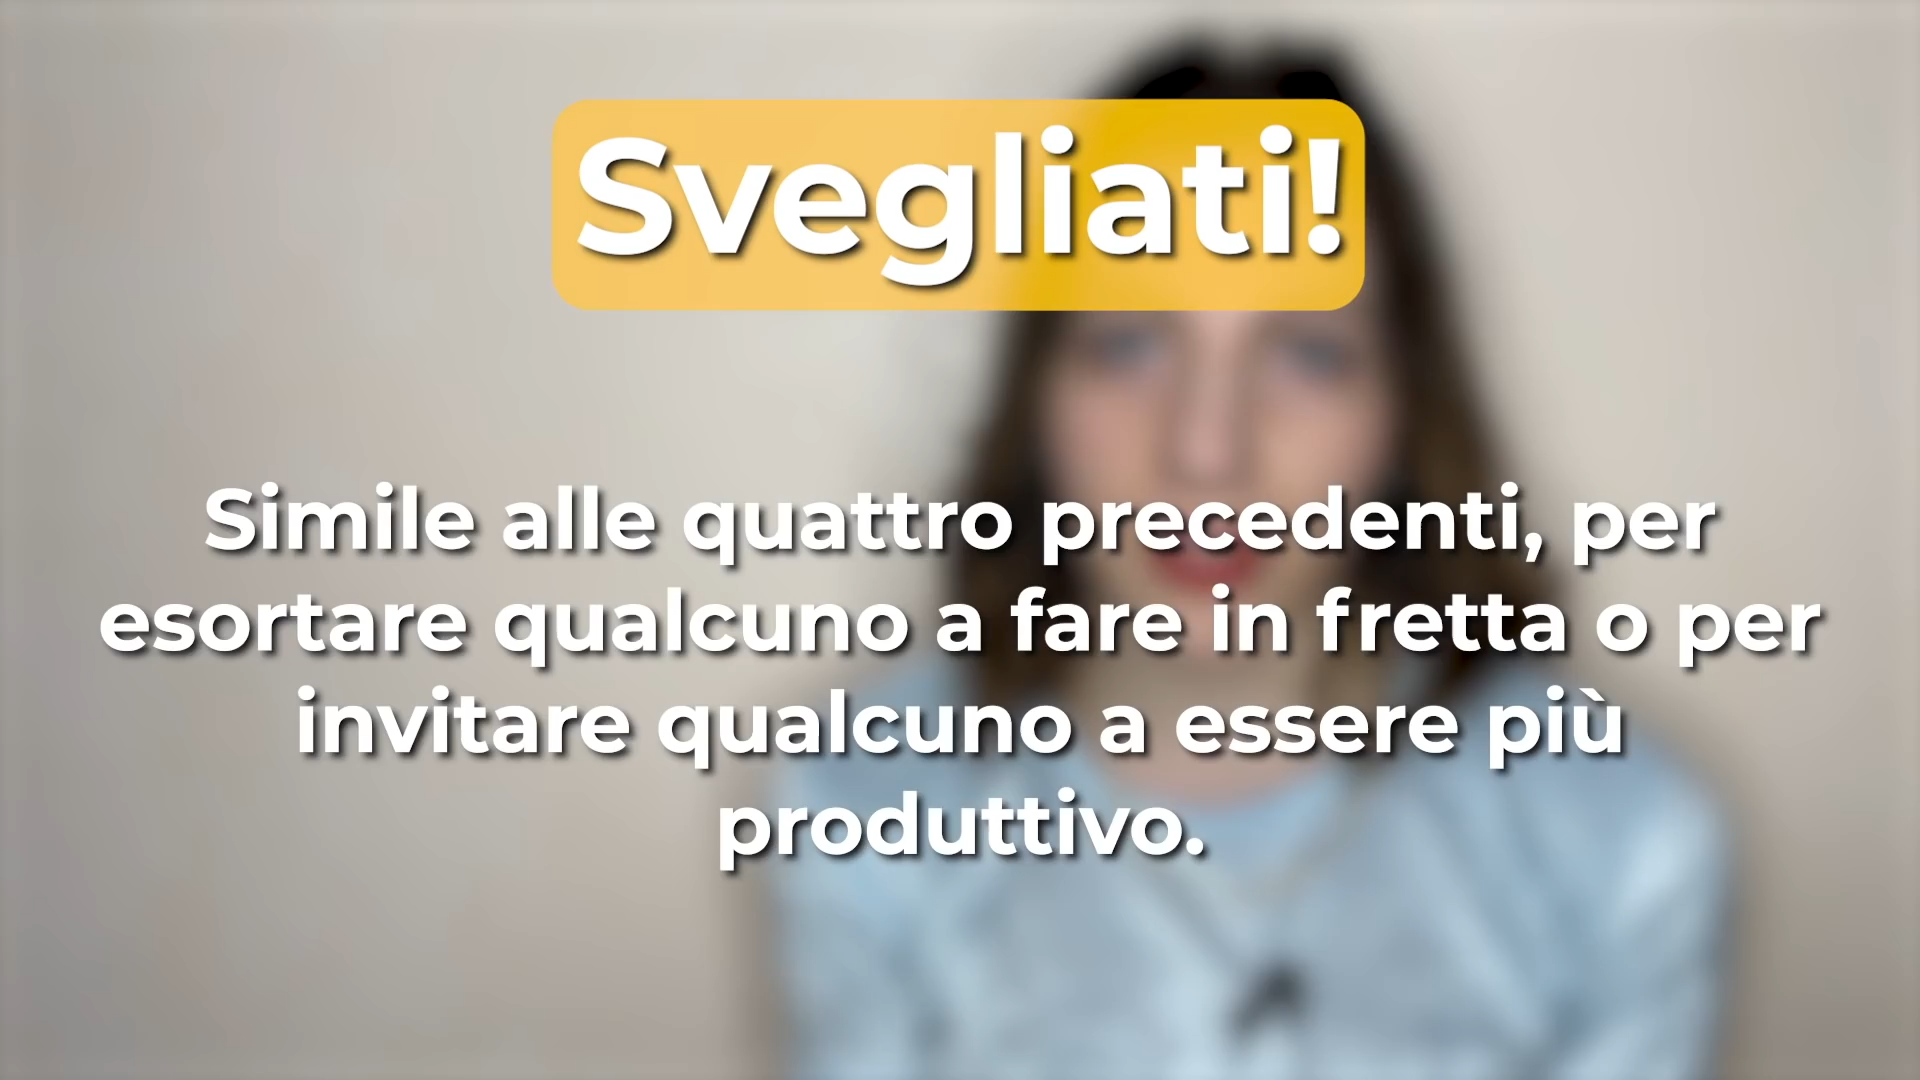 Svegliati!
Simile alle quattro precedenti, per
esortare qualcuno a fare in fretta o per
invitare qualcuno a essere più
produttivo.